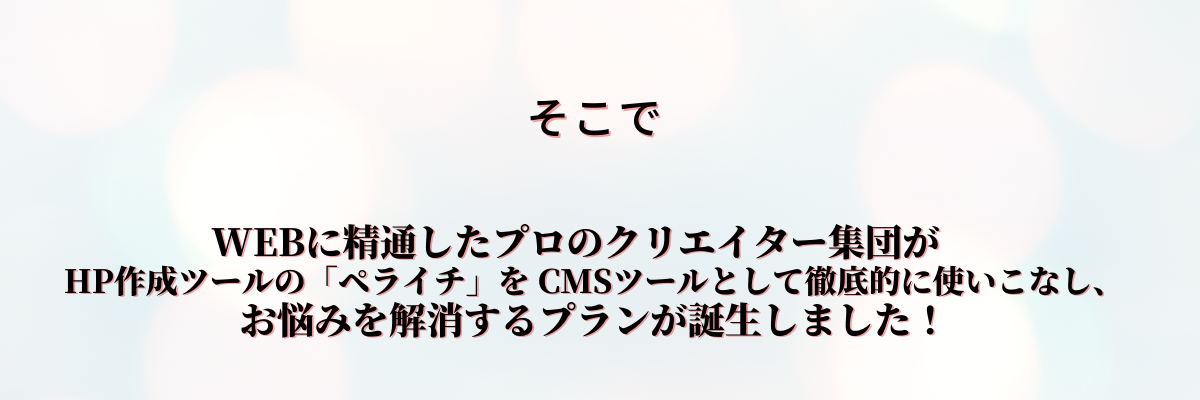 そこで
WEBに精通したプロのクリエイター集団が
HP作成ツールの「ペライチ」を CMSツールとして徹底的に使いこなし、
お悩みを解消するプランが誕生しました！